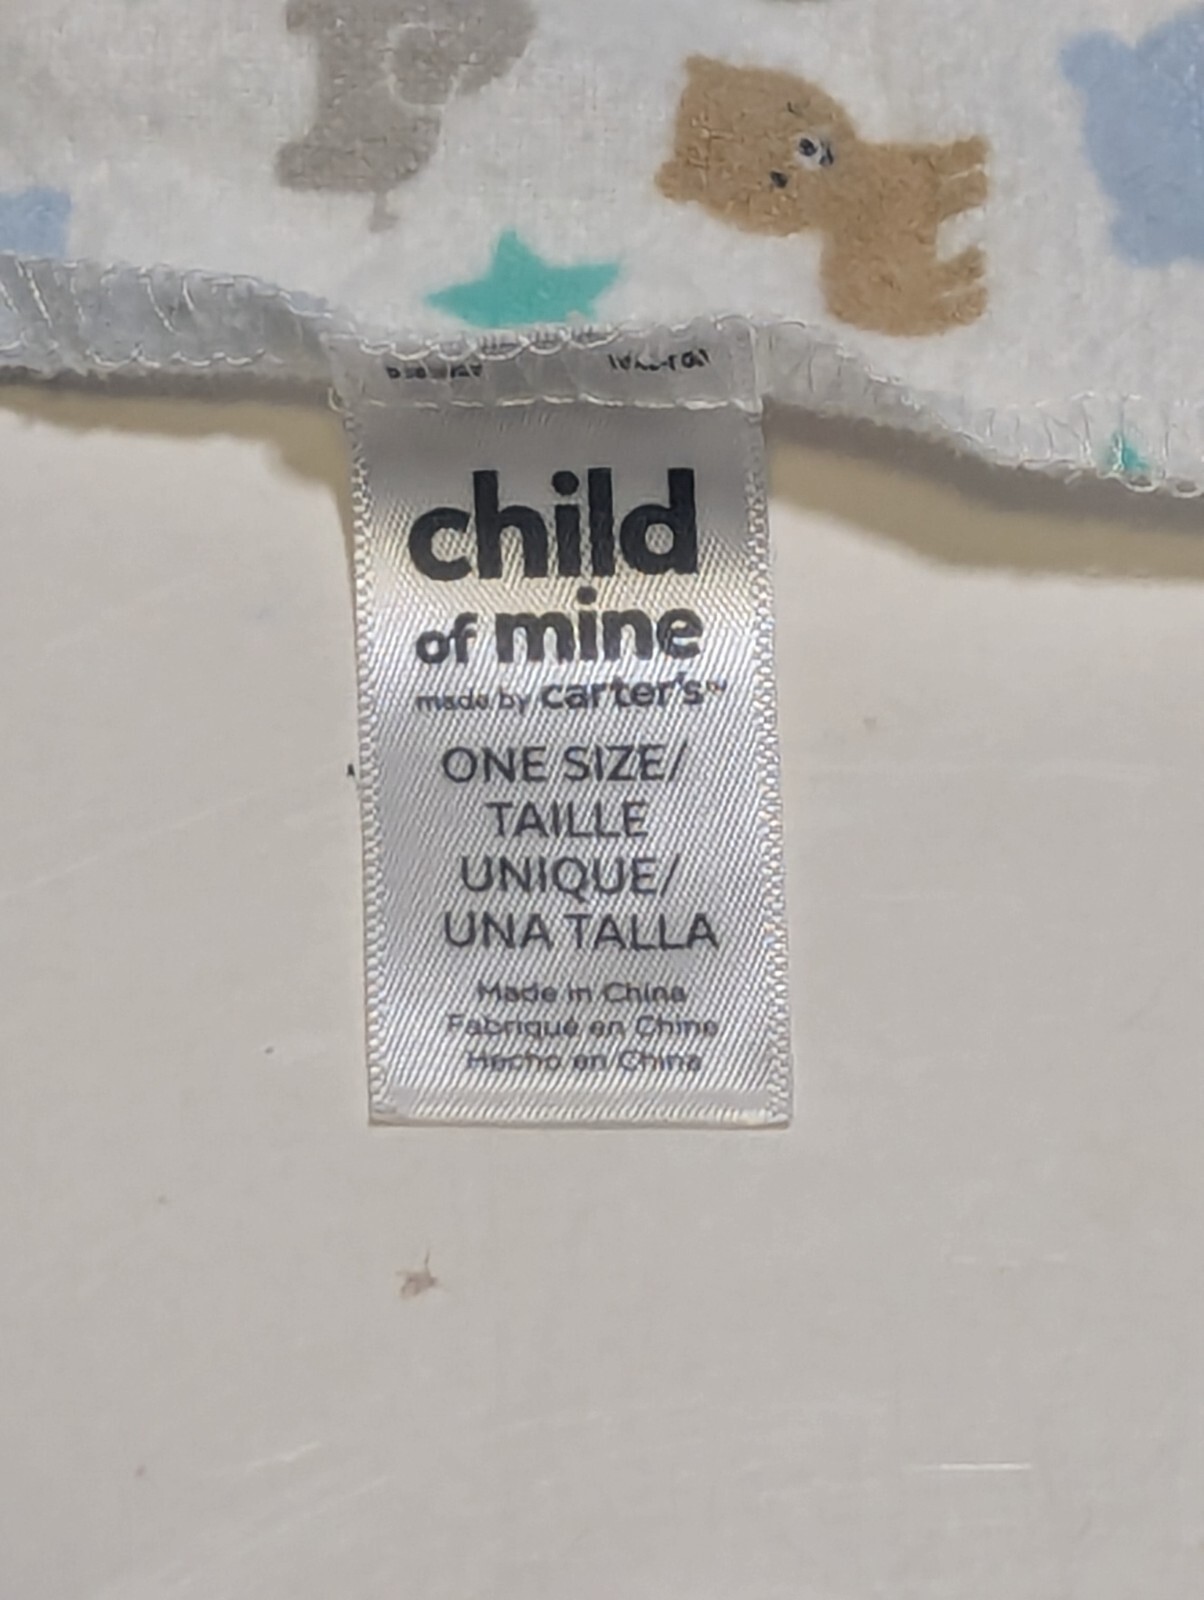 child
of mine
made by carter's™
ONE SIZE/
TAILLE
UNIQUE/
UNA TALLA
Made in China
Fabriqué en Chine
Hecho en China